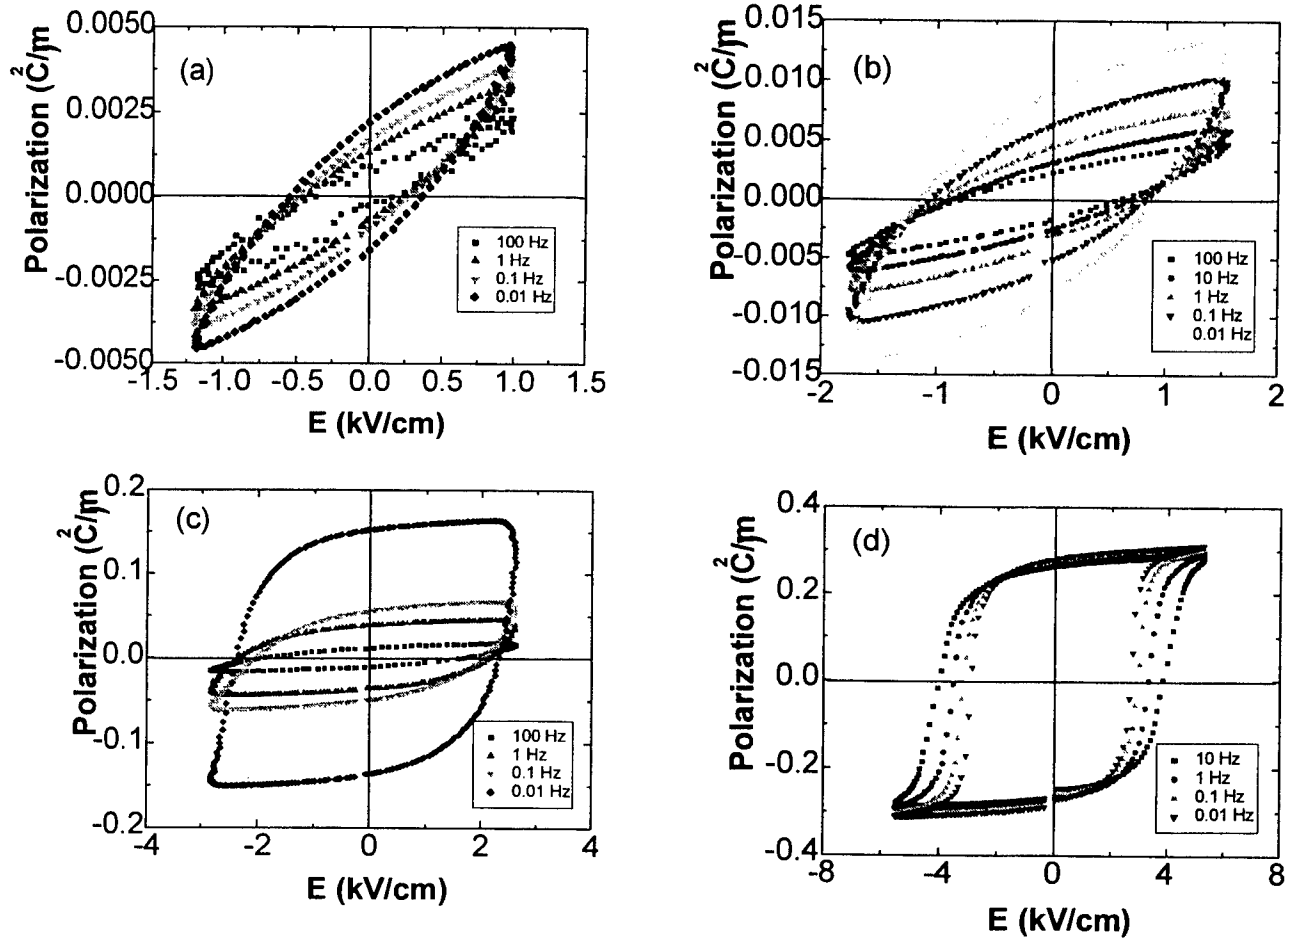 (a)
Polarization (C/m
2
0.0050
0.0025
0.0000
-0.0025
-0.0050
-1.5 -1.0 -0.5 0.0 0.5 1.0 1.5
E (kV/cm)
100 Hz
1 Hz
0.1 Hz
0.01 Hz
(b)
Polarization (C/m
2
0.015
0.010
0.005
0.000
-0.005
-0.010
-0.015
-2 -1 0 1 2
E (kV/cm)
100 Hz
10 Hz
1 Hz
0.1 Hz
0.01 Hz
(c)
Polarization (C/m
2
0.2
0.1
0.0
-0.1
-0.2
-4 -2 0 2 4
E (kV/cm)
100 Hz
1 Hz
0.1 Hz
0.01 Hz
(d)
Polarization (C/m
2
0.4
0.2
0.0
-0.2
-0.4
-8 -4 0 4 8
E (kV/cm)
10 Hz
1 Hz
0.1 Hz
0.01 Hz